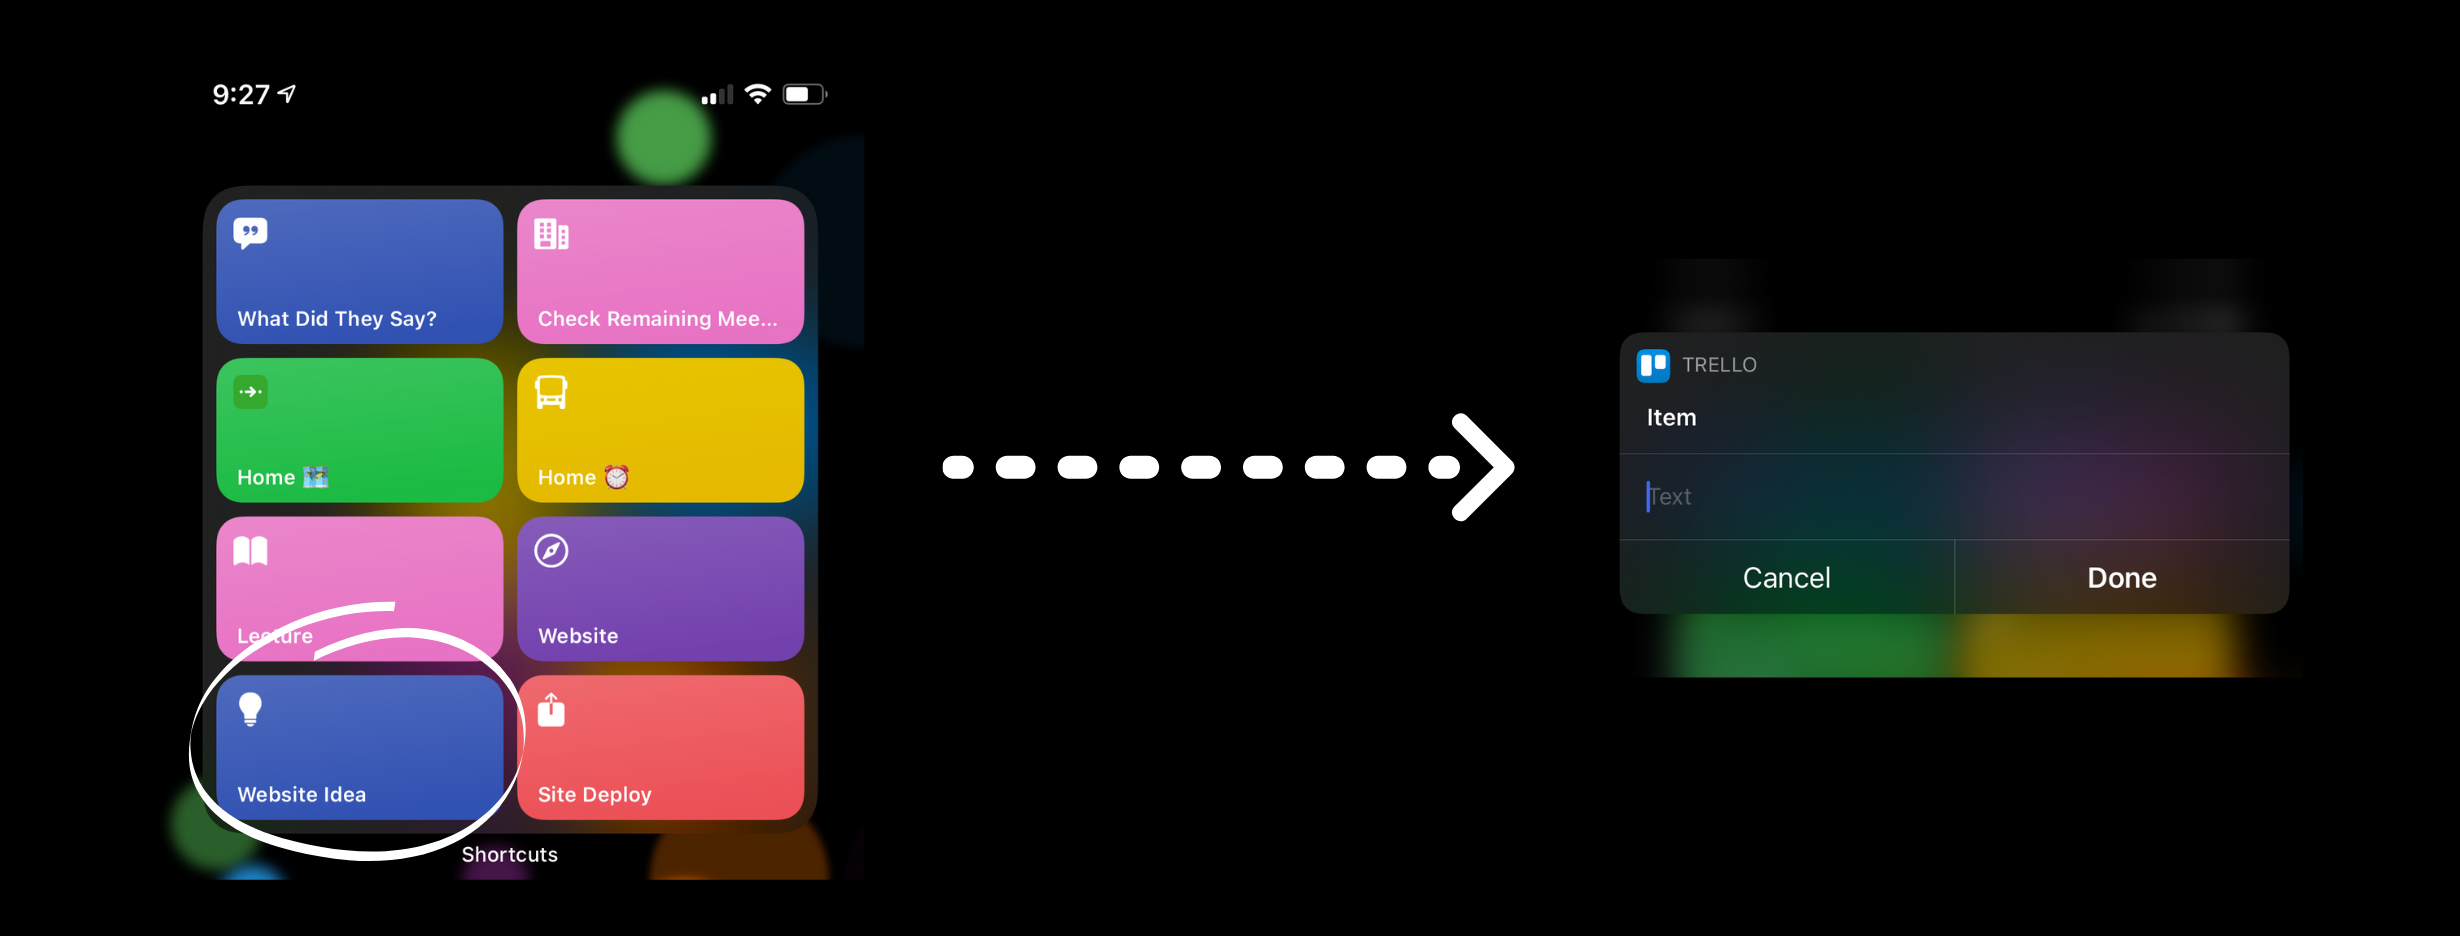 9:27
What Did They Say?
Check Remaining Mee...
Home 🗺️
Home ⏰
Lecture
Website
Website Idea
Site Deploy
Shortcuts
TRELLO
Item
Text
Cancel
Done